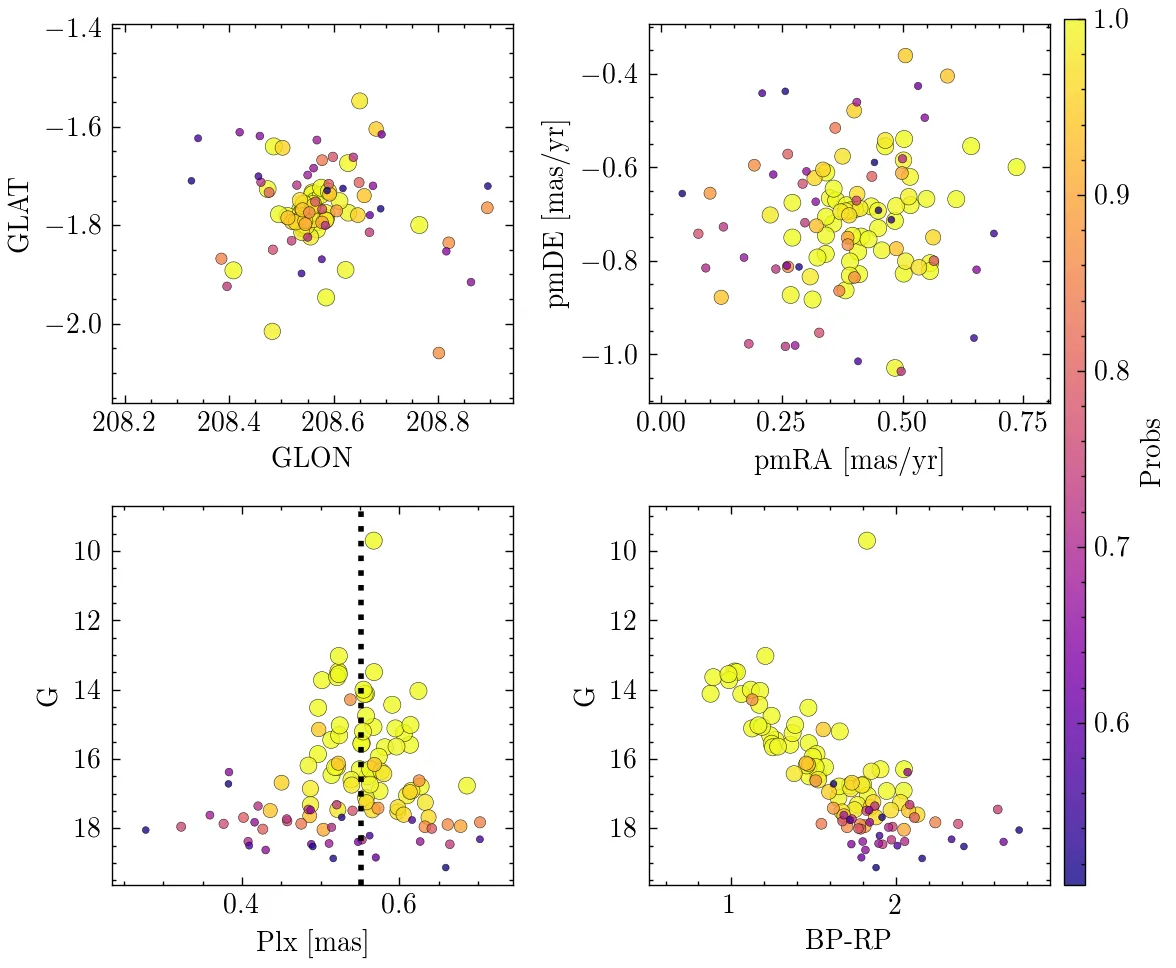 −1.4
−1.6
−1.8
−2.0
GLAT
208.2 208.4 208.6 208.8
GLON
−0.4
−0.6
−0.8
−1.0
pmDE [mas/yr]
0.00 0.25 0.50 0.75
pmRA [mas/yr]
10
12
14
16
18
G
0.4 0.6
Plx [mas]
10
12
14
16
18
G
1 2
BP-RP
1.0
0.9
0.8
0.7
0.6
Probs